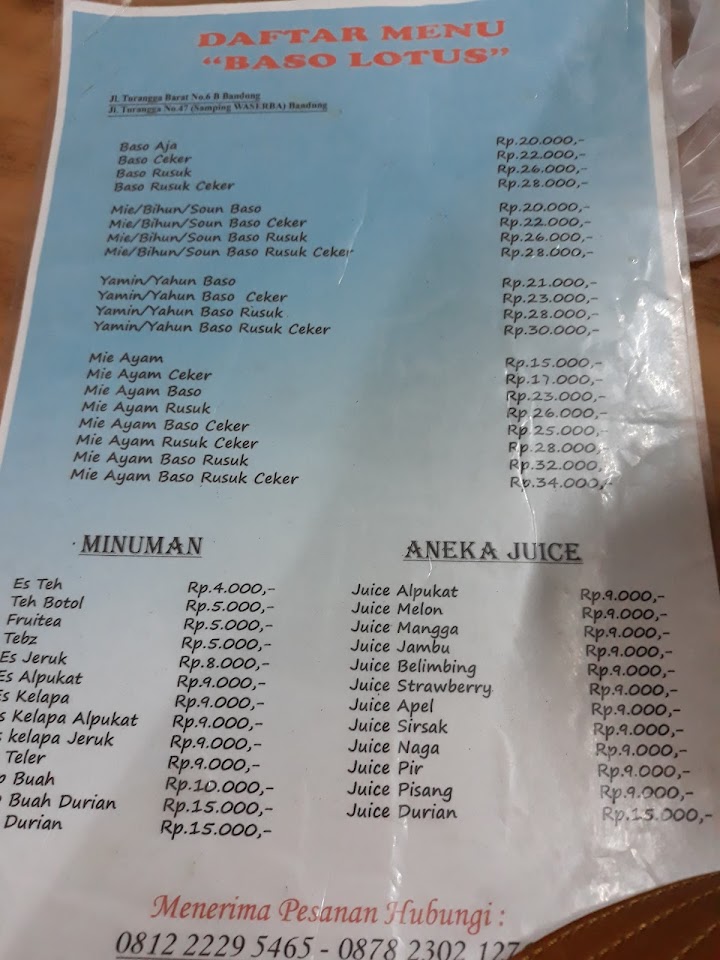 DAFTAR MENU
“BASO LOTUS”
Jl. Turangga Barat No.6 B Bandung
Jl. Turangga No.47 (Samping WASERBA) Bandung
Baso Aja Rp.20.000,-
Baso Ceker Rp.22.000,-
Baso Rusuk Rp.26.000,-
Baso Rusuk Ceker Rp.28.000,-
Mie/Bihun/Soun Baso Rp.20.000,-
Mie/Bihun/Soun Baso Ceker Rp.22.000,-
Mie/Bihun/Soun Baso Rusuk Rp.26.000,-
Mie/Bihun/Soun Baso Rusuk Ceker Rp.28.000,-
Yamin/Yahun Baso Rp.21.000,-
Yamin/Yahun Baso Ceker Rp.23.000,-
Yamin/Yahun Baso Rusuk Rp.28.000,-
Yamin/Yahun Baso Rusuk Ceker Rp.30.000,-
Mie Ayam Rp.15.000,-
Mie Ayam Ceker Rp.17.000,-
Mie Ayam Baso Rp.23.000,-
Mie Ayam Rusuk Rp.26.000,-
Mie Ayam Baso Ceker Rp.25.000,-
Mie Ayam Rusuk Ceker Rp.28.000,-
Mie Ayam Baso Rusuk Rp.32.000,
Mie Ayam Baso Rusuk Ceker Rp.34.000,-
MINUMAN
Es Teh Rp.4.000,-
Teh Botol Rp.5.000,-
Fruitea Rp.5.000,-
Tebz Rp.5.000,-
Es Jeruk Rp.8.000,-
Es Alpukat Rp.9.000,-
Es Kelapa Rp.9.000,-
s Kelapa Alpukat Rp.9.000,-
kelapa Jeruk Rp.9.000,-
Teler Rp.9.000,-
Buah Rp.10.000,-
Buah Durian Rp.15.000,-
Durian Rp.15.000,-
ANEKA JUICE
Juice Alpukat Rp.9.000,-
Juice Melon Rp.9.000,-
Juice Mangga Rp.9.000,-
Juice Jambu Rp.9.000,-
Juice Belimbing Rp.9.000,-
Juice Strawberry Rp.9.000,-
Juice Apel Rp.9.000,-
Juice Sirsak Rp.9.000,-
Juice Naga Rp.9.000,-
Juice Pir Rp.9.000,-
Juice Pisang Rp.9.000,-
Juice Durian Rp.15.000,-
Menerima Pesanan Hubungi :
0812 2229 5465 - 0878 2302 127